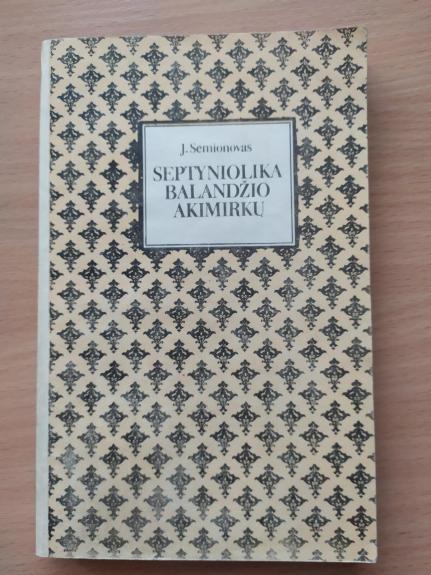 J. Semionovas
SEPTYNIOLIKA
BALANDŽIO
AKIMIRKŲ